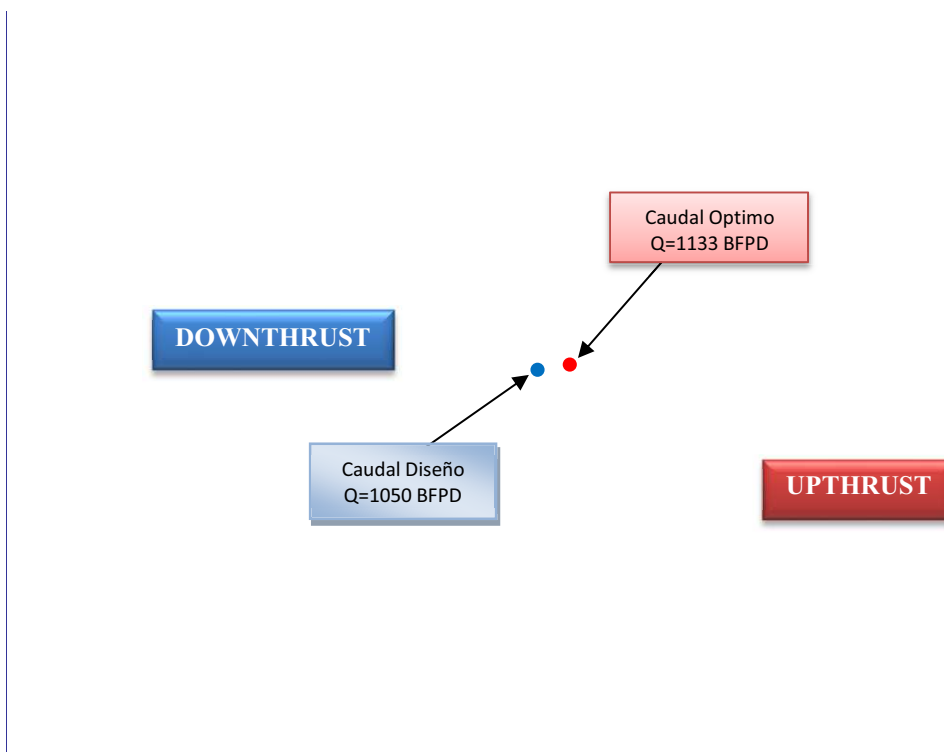 Caudal Optimo
Q=1133 BFPD
DOWNTHRUST
Caudal Diseño
Q=1050 BFPD
UPTHRUST